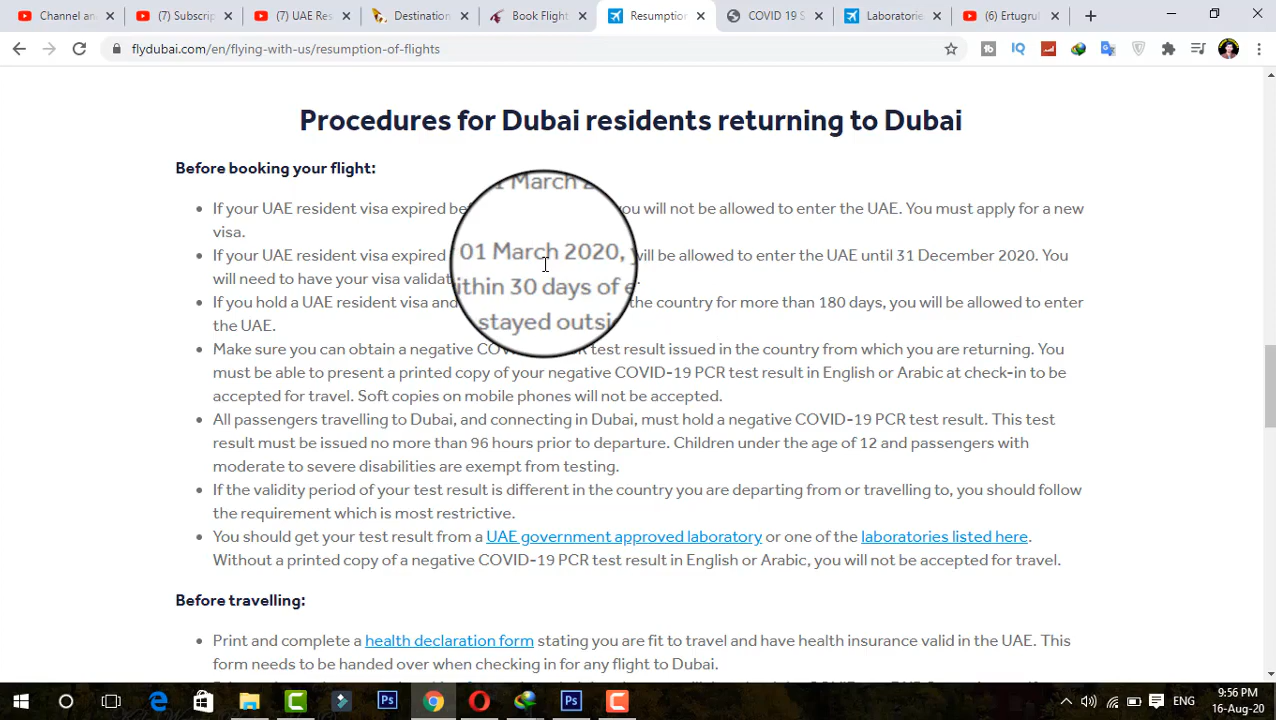 Channel an
(7) Subscrip
(7) UAE Res
Destination
Book Flight
Resumption
COVID 19 S
Laboratorie
(6) Ertugrul
flydubai.com/en/flying-with-us/resumption-of-flights
Procedures for Dubai residents returning to Dubai
Before booking your flight:
If your UAE resident visa expired bef you will not be allowed to enter the UAE. You must apply for a new
visa.
If your UAE resident visa expired 01 March 2020, will be allowed to enter the UAE until 31 December 2020. You
will need to have your visa validat ithin 30 days of e
If you hold a UAE resident visa and stayed outsi the country for more than 180 days, you will be allowed to enter
the UAE.
Make sure you can obtain a negative COV PCR test result issued in the country from which you are returning. You
must be able to present a printed copy of your negative COVID-19 PCR test result in English or Arabic at check-in to be
accepted for travel. Soft copies on mobile phones will not be accepted.
All passengers travelling to Dubai, and connecting in Dubai, must hold a negative COVID-19 PCR test result. This test
result must be issued no more than 96 hours prior to departure. Children under the age of 12 and passengers with
moderate to severe disabilities are exempt from testing.
If the validity period of your test result is different in the country you are departing from or travelling to, you should follow
the requirement which is most restrictive.
You should get your test result from a UAE government approved laboratory or one of the laboratories listed here.
Without a printed copy of a negative COVID-19 PCR test result in English or Arabic, you will not be accepted for travel.
Before travelling:
Print and complete a health declaration form stating you are fit to travel and have health insurance valid in the UAE. This
form needs to be handed over when checking in for any flight to Dubai.
ENG
9:56 PM
16-Aug-20